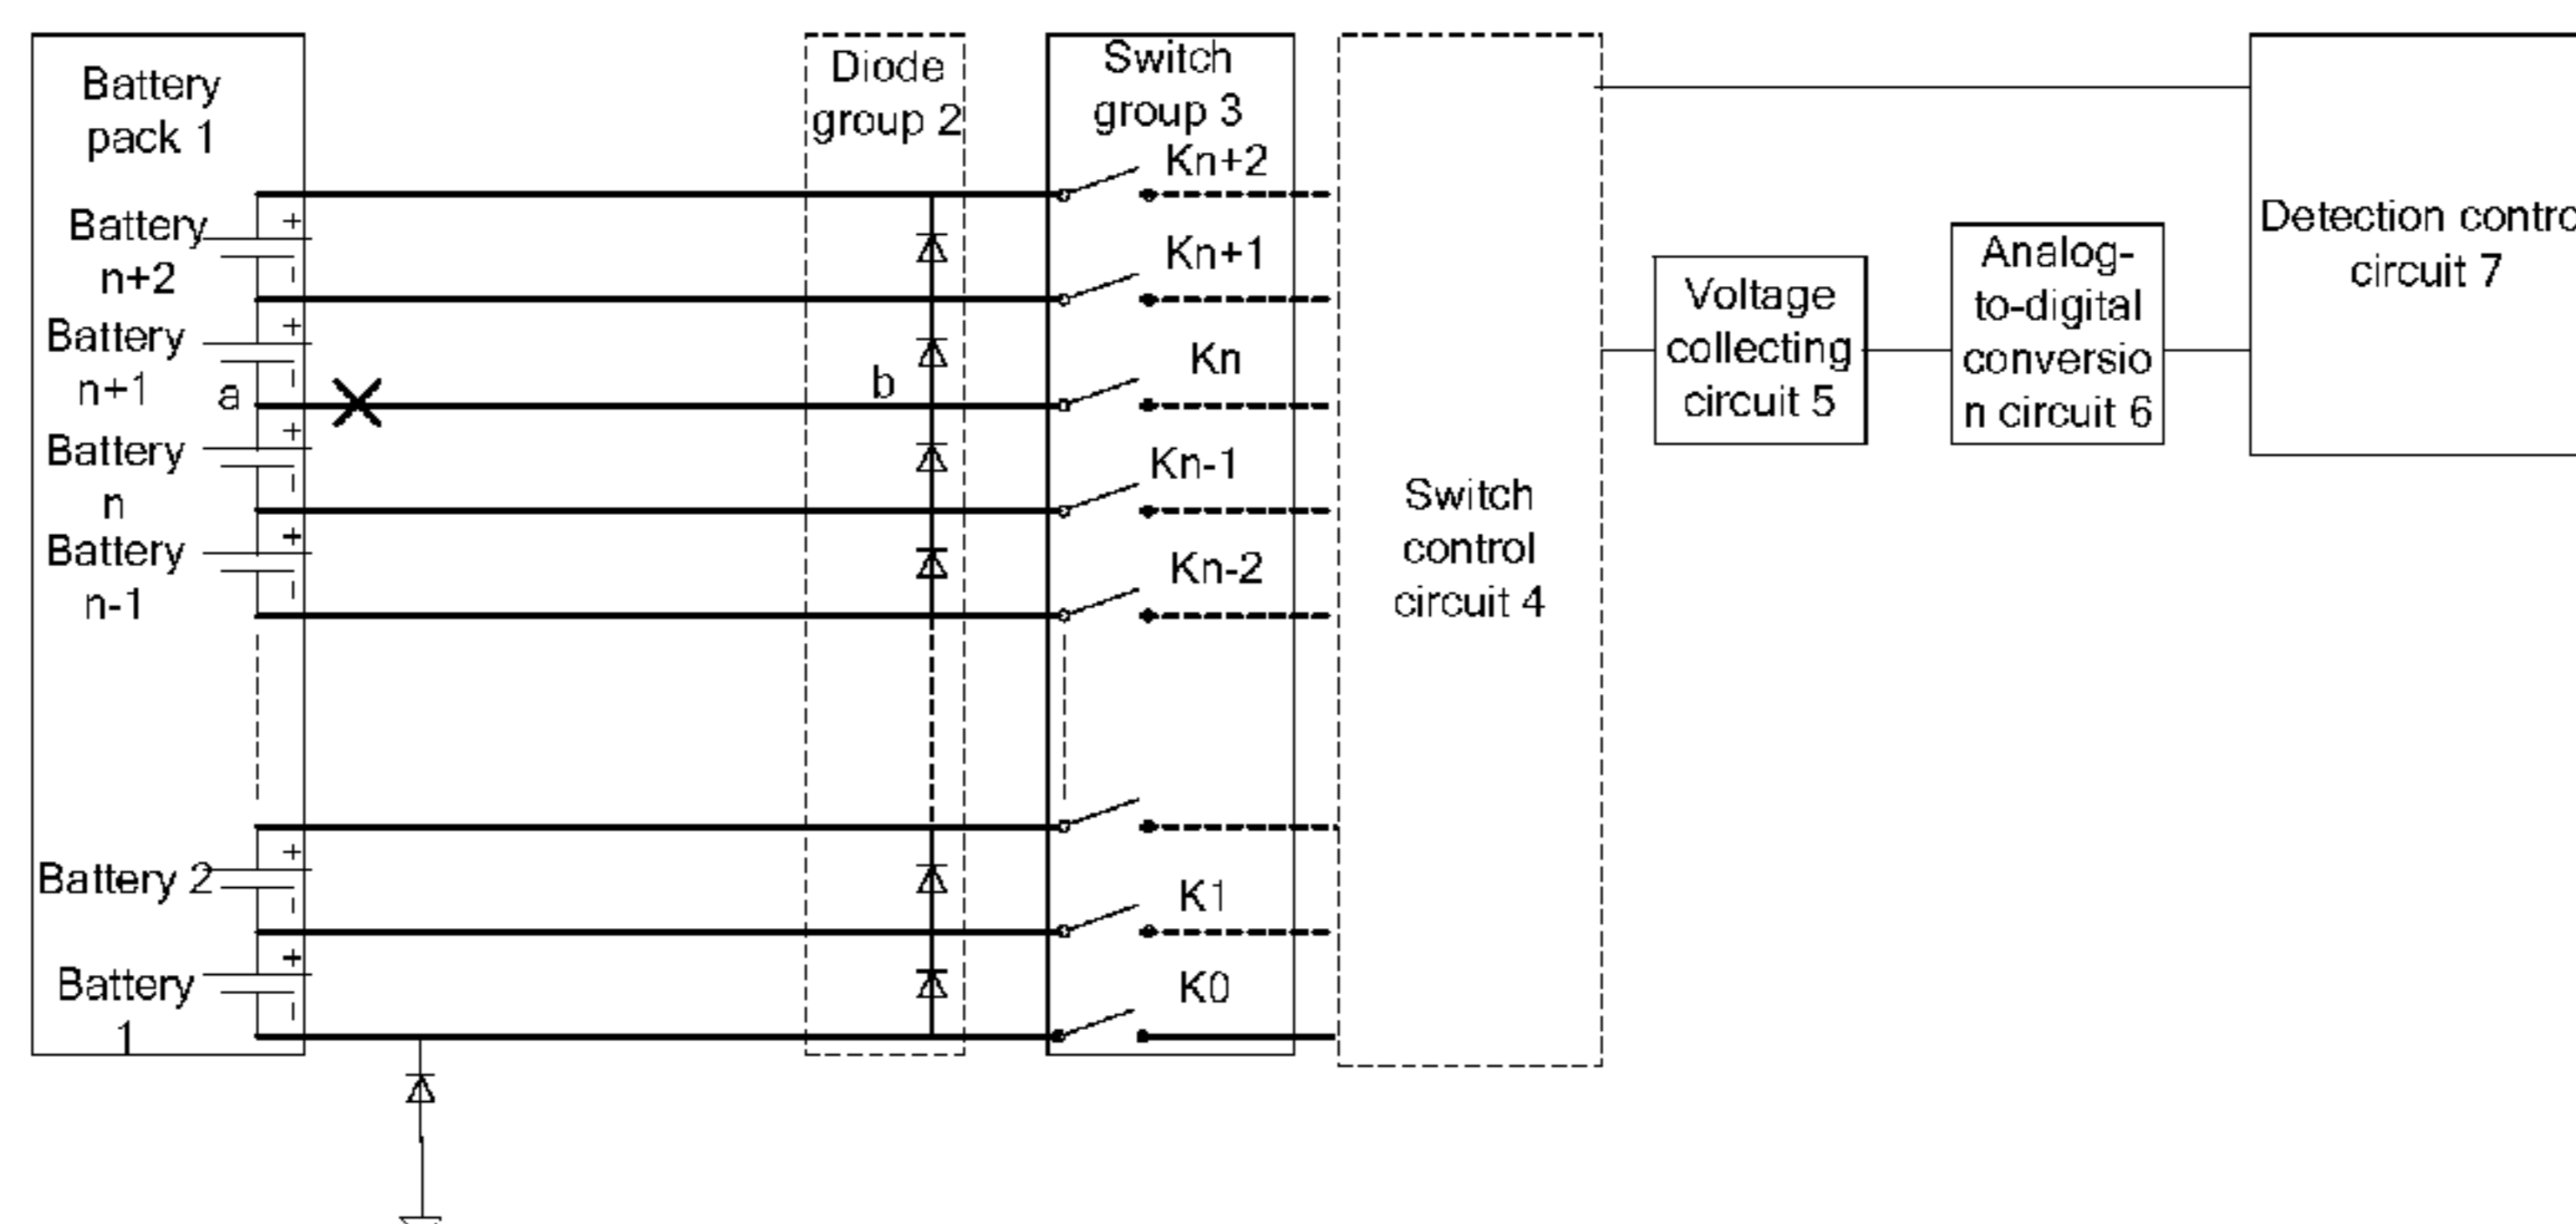 Battery
pack 1
Diode
group 2
Switch
group 3
Kn+2
Battery
n+2
+
Kn+1
Battery
n+1
+
a
b
Kn
Battery
n
+
Kn-1
Battery
n-1
+
Kn-2
Battery 2
+
K1
Battery
1
+
K0
Switch
control
circuit 4
Voltage
collecting
circuit 5
Analog-
to-digital
conversio
n circuit 6
Detection contro
circuit 7